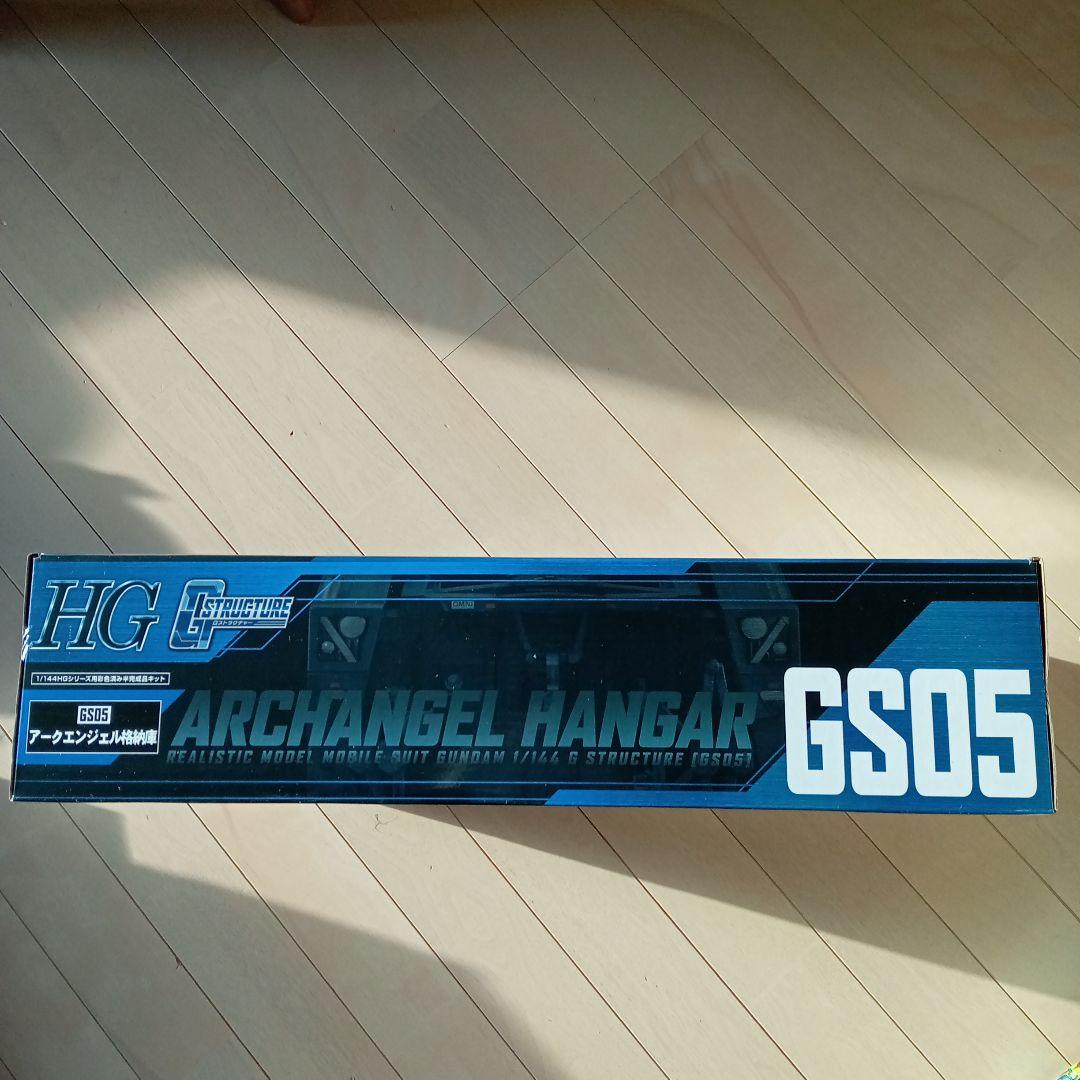 HG G STRUCTURE
Gストラクチャー
1/144HGシリーズ用彩色済み半完成品キット
GS05
アークエンジェル格納庫
OMNI
ARCHANGEL HANGAR
REALISTIC MODEL MOBILE SUIT GUNDAM 1/144 G STRUCTURE [GS05]
GS05